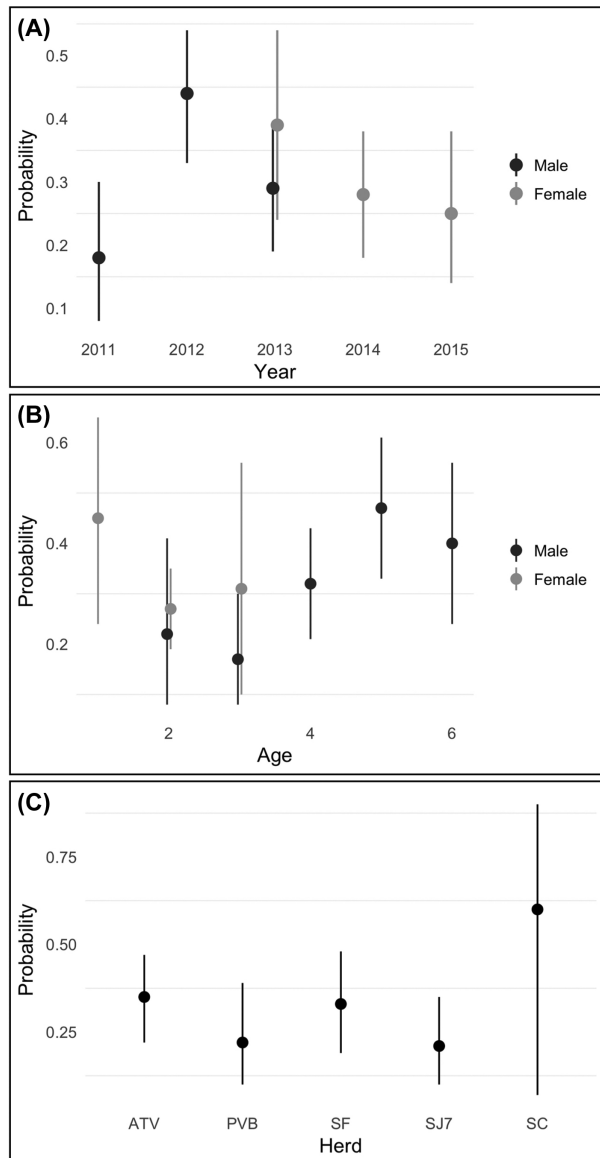 (A)
0.5
0.4
0.3
0.2
0.1
Probability
2011 2012 2013 2014 2015
Year
Male
Female
(B)
0.6
0.4
0.2
Probability
2 4 6
Age
Male
Female
(C)
0.75
0.50
0.25
Probability
ATV PVB SF SJ7 SC
Herd